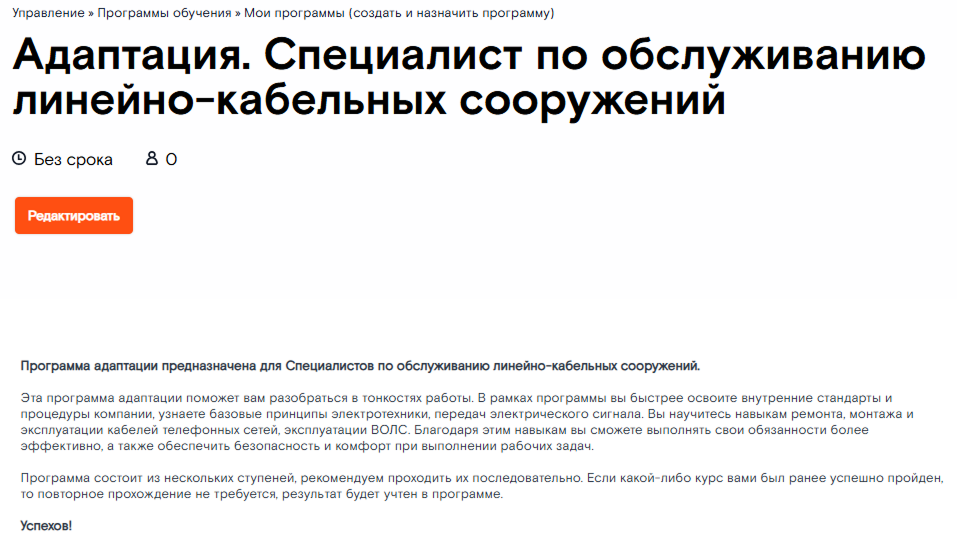 Управление » Программы обучения » Мои программы (создать и назначить программу)
Адаптация. Специалист по обслуживанию
линейно-кабельных сооружений
Без срока 0
Редактировать
Программа адаптации предназначена для Специалистов по обслуживанию линейно-кабельных сооружений.
Эта программа адаптации поможет вам разобраться в тонкостях работы. В рамках программы вы быстрее освоите внутренние стандарты и
процедуры компании, узнаете базовые принципы электротехники, передач электрического сигнала. Вы научитесь навыкам ремонта, монтажа и
эксплуатации кабелей телефонных сетей, эксплуатации ВОЛС. Благодаря этим навыкам вы сможете выполнять свои обязанности более
эффективно, а также обеспечить безопасность и комфорт при выполнении рабочих задач.
Программа состоит из нескольких ступеней, рекомендуем проходить их последовательно. Если какой-либо курс вами был ранее успешно пройден,
то повторное прохождение не требуется, результат будет учтен в программе.
Успехов!